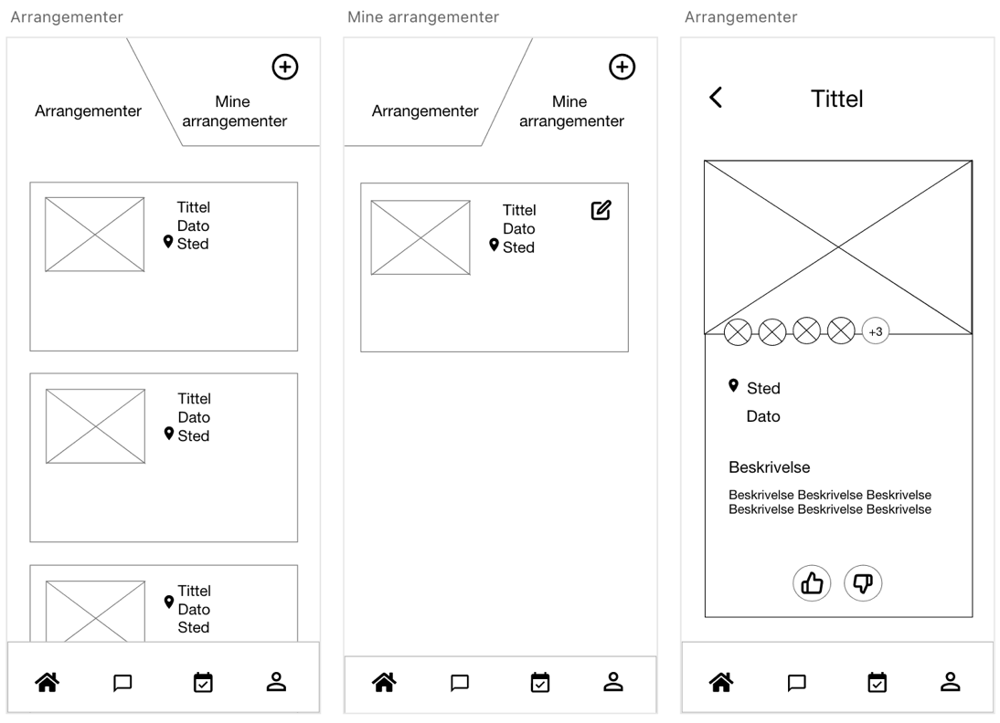 Arrangementer
Mine arrangementer
Arrangementer
Arrangementer
Mine
arrangementer
Tittel
Dato
Sted
Tittel
Dato
Sted
Tittel
Dato
Sted
Arrangementer
Mine
arrangementer
Tittel
Dato
Sted
Tittel
+3
Sted
Dato
Beskrivelse
Beskrivelse Beskrivelse Beskrivelse
Beskrivelse Beskrivelse Beskrivelse